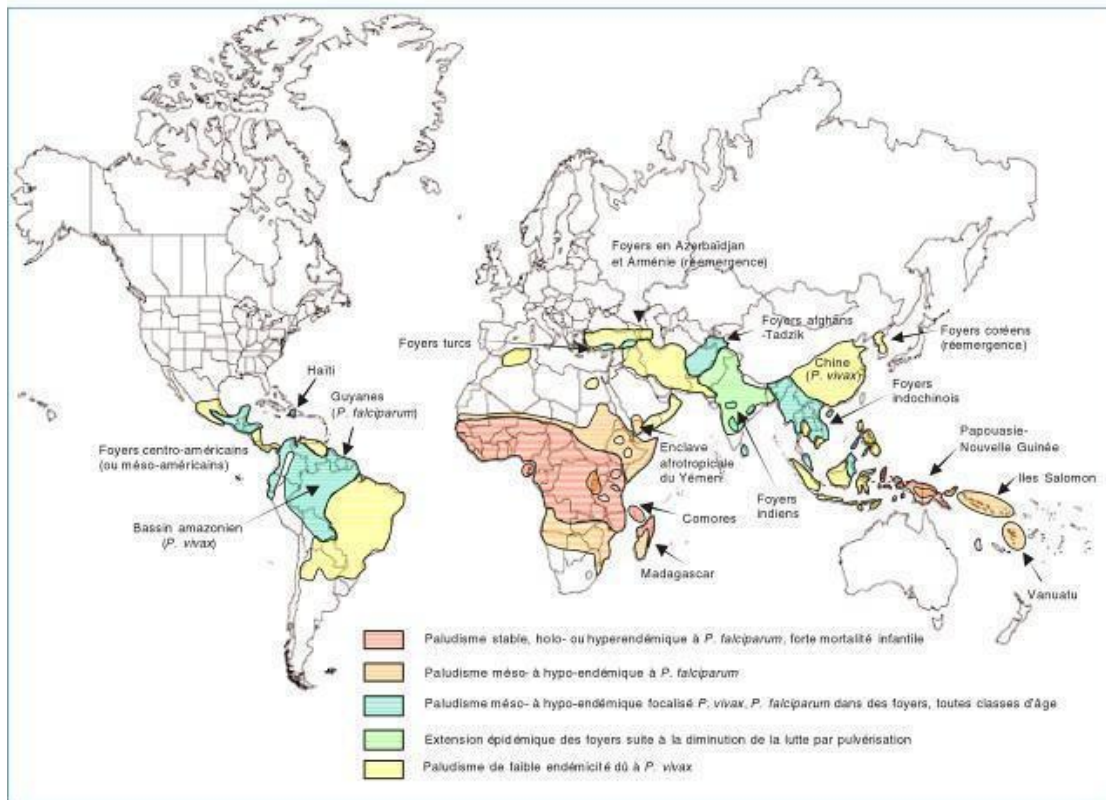 Foyers en Azerbaïdjan
et Arménie (réemergence)
Foyers turcs
Foyers afghans
-Tadzik
Foyers coréens
(réemergence)
Chine
(P. vivax)
Haïti
Guyanes
(P. falciparum)
Foyers
indochinois
Foyers centro-américains
(ou méso-américains)
Enclave
afrotropicale
du Yémen
Papouasie-
Nouvelle Guinée
Iles Salomon
Foyers
indiens
Bassin amazonien
(P. vivax)
Comores
Madagascar
Vanuatu
Paludisme stable, holo- ou hyperendémique à P. falciparum, forte mortalité infantile
Paludisme méso- à hypo-endémique à P. falciparum
Paludisme méso- à hypo-endémique focalisé P. vivax, P. falciparum dans des foyers, toutes classes d'âge
Extension épidémique des foyers suite à la diminution de la lutte par pulvérisation
Paludisme de faible endémicité dû à P. vivax